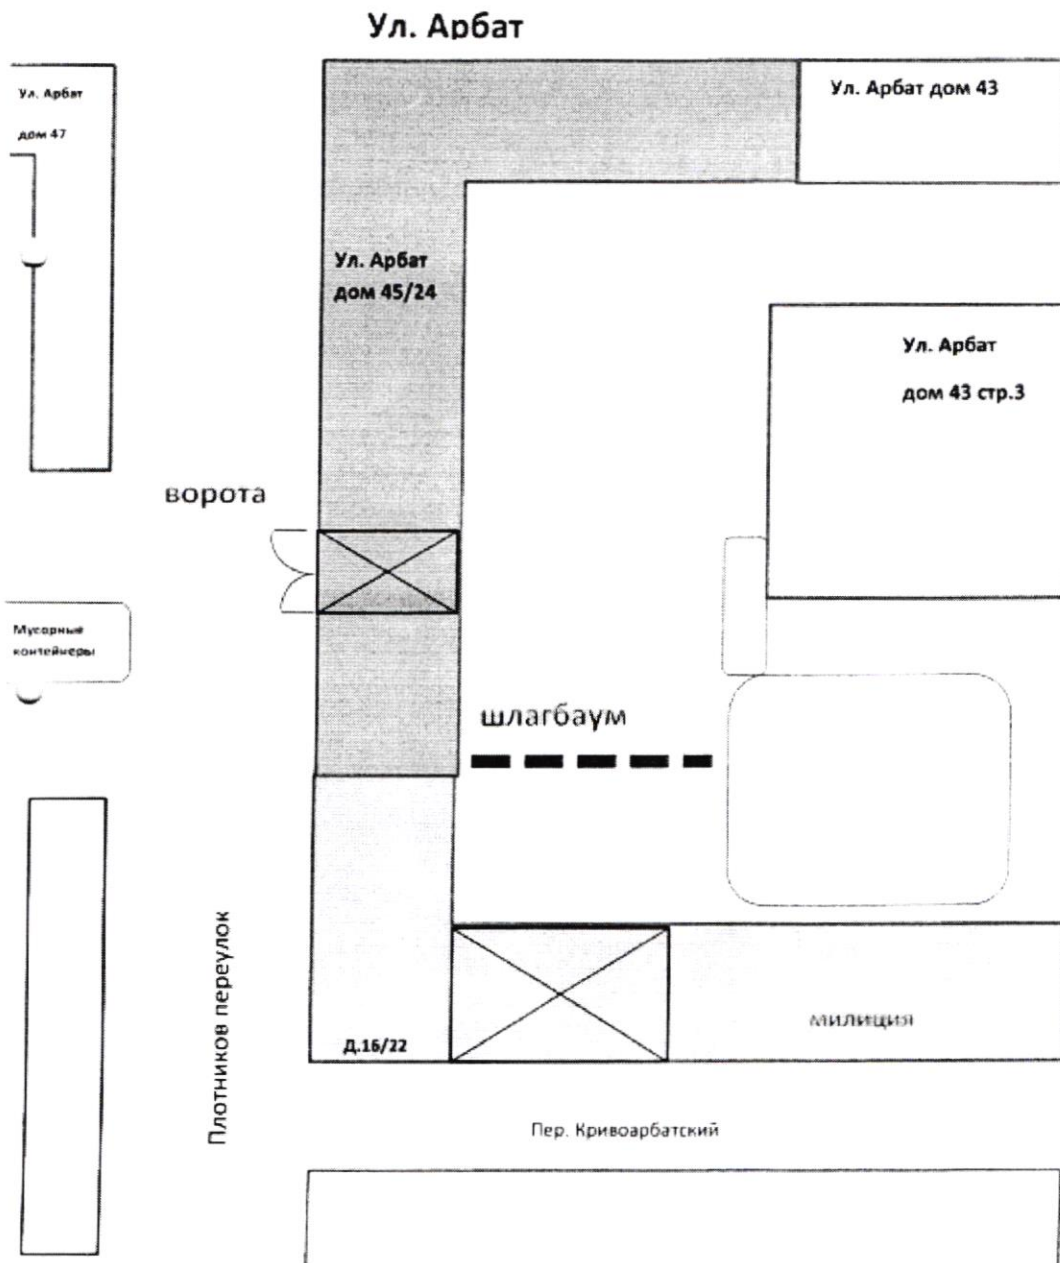 Ул. Арбат
Ул. Арбат
дом 47
Ул. Арбат дом 43
Ул. Арбат
дом 45/24
Ул. Арбат
дом 43 стр.3
ворота
Мусорные
контейнеры
шлагбаум
Плотников переулок
Д.16/22
милиция
Пер. Кривоарбатский